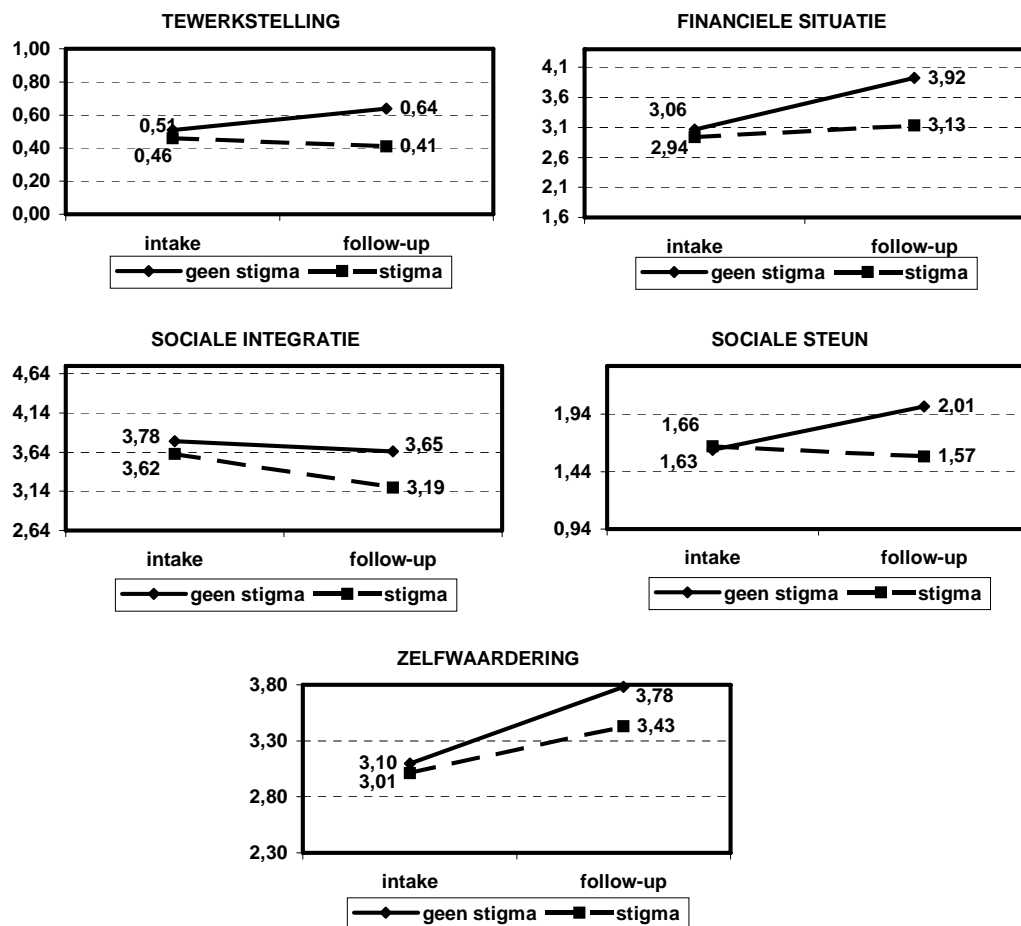 TEWERKSTELLING
1,00
0,80
0,60
0,40
0,20
0,00
0,51
0,46
0,64
0,41
intake follow-up
geen stigma stigma
FINANCIELE SITUATIE
4,1
3,6
3,1
2,6
2,1
1,6
3,06
2,94
3,92
3,13
intake follow-up
geen stigma stigma
SOCIALE INTEGRATIE
4,64
4,14
3,64
3,14
2,64
3,78
3,62
3,65
3,19
intake follow-up
geen stigma stigma
SOCIALE STEUN
1,94
1,44
0,94
1,66
1,63
2,01
1,57
intake follow-up
geen stigma stigma
ZELFWAARDERING
3,80
3,30
2,80
2,30
3,10
3,01
3,78
3,43
intake follow-up
geen stigma stigma